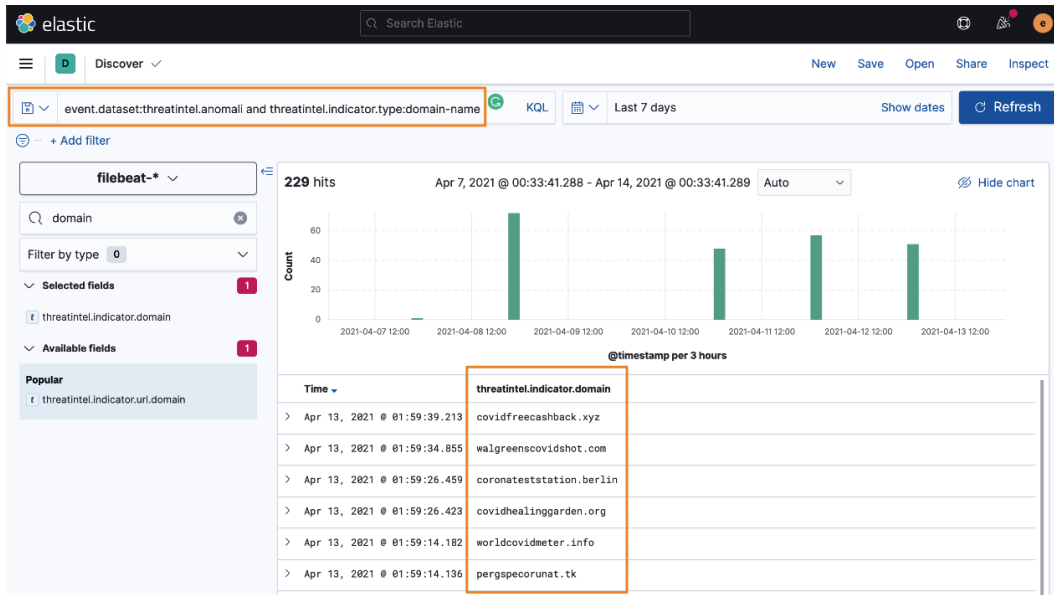 elastic
Search Elastic
e
D
Discover
New Save Open Share Inspect
event.dataset:threatintel.anomali and threatintel.indicator.type:domain-name
KQL
Last 7 days
Show dates
Refresh
+ Add filter
filebeat-*
domain
Filter by type 0
Selected fields 1
t threatintel.indicator.domain
Available fields 1
Popular
t threatintel.indicator.url.domain
229 hits
Apr 7, 2021 @ 00:33:41.288 - Apr 14, 2021 @ 00:33:41.289
Auto
Hide chart
Count
60
40
20
0
2021-04-07 12:00 2021-04-08 12:00 2021-04-09 12:00 2021-04-10 12:00 2021-04-11 12:00 2021-04-12 12:00 2021-04-13 12:00
@timestamp per 3 hours
Time threatintel.indicator.domain
Apr 13, 2021 @ 01:59:39.213 covidfreecashback.xyz
Apr 13, 2021 @ 01:59:34.855 walgreenscovidshot.com
Apr 13, 2021 @ 01:59:26.459 coronateststation.berlin
Apr 13, 2021 @ 01:59:26.423 covidhealinggarden.org
Apr 13, 2021 @ 01:59:14.182 worldcovidmeter.info
Apr 13, 2021 @ 01:59:14.136 pergspecorunat.tk